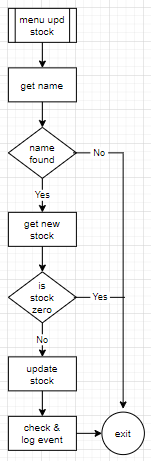 menu upd
stock
get name
name
found
No
Yes
get new
stock
is
stock
zero
Yes
No
update
stock
check &
log event
exit